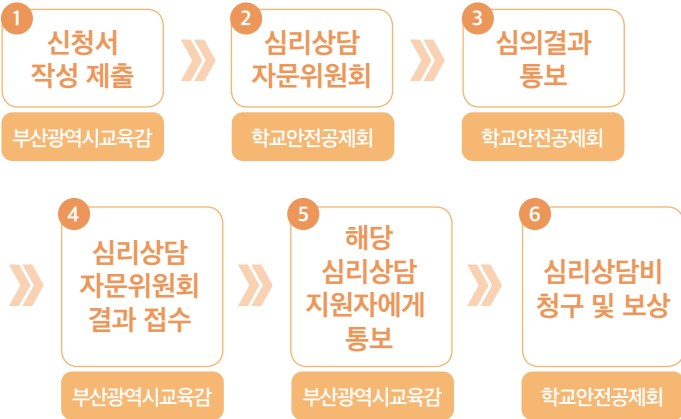 1
신청서
작성 제출
부산광역시교육감
2
심리상담
자문위원회
학교안전공제회
3
심의결과
통보
학교안전공제회
4
심리상담
자문위원회
결과 접수
부산광역시교육감
5
해당
심리상담
지원자에게
통보
부산광역시교육감
6
심리상담비
청구 및 보상
학교안전공제회